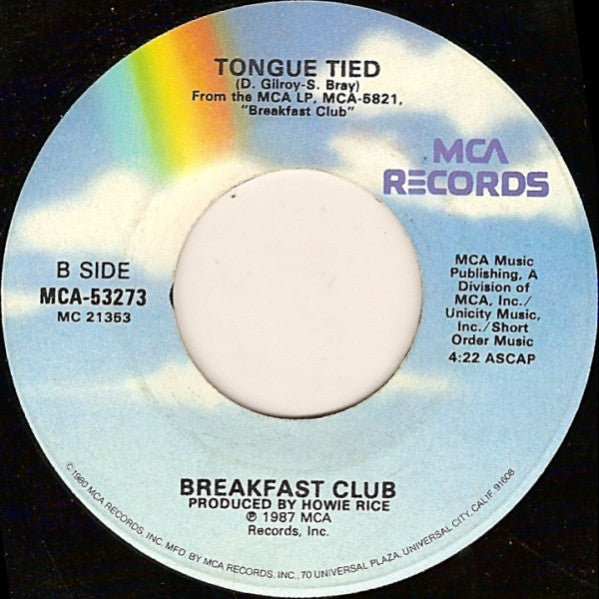 TONGUE TIED
(D. Gilroy-S. Bray)
From the MCA LP, MCA-5821,
"Breakfast Club"
MCA
RECORDS
B SIDE
MCA-53273
MC 21353
MCA Music
Publishing, A
Division of
MCA, Inc./
Unicity Music,
Inc./Short
Order Music
4:22 ASCAP
BREAKFAST CLUB
PRODUCED BY HOWIE RICE
℗ 1987 MCA
Records, Inc.
©1980 MCA RECORDS, INC. MFD. BY MCA RECORDS, INC., 70 UNIVERSAL PLAZA, UNIVERSAL CITY, CALIF. 91608